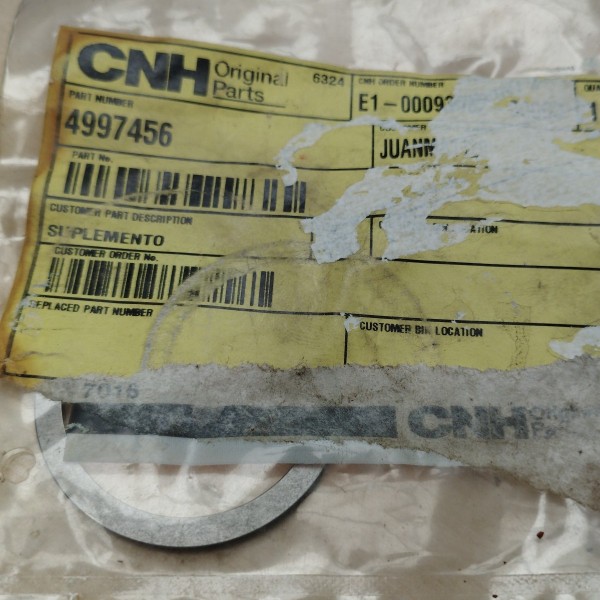 CNH Original Parts 6324
CNH ORDER NUMBER
PART NUMBER
E1-0009
4997456
JUANM
PART No.
CUSTOMER PART DESCRIPTION
SUPLEMENTO
CUSTOMER ORDER No.
REPLACED PART NUMBER
CUSTOMER BIN LOCATION
7016
CNH